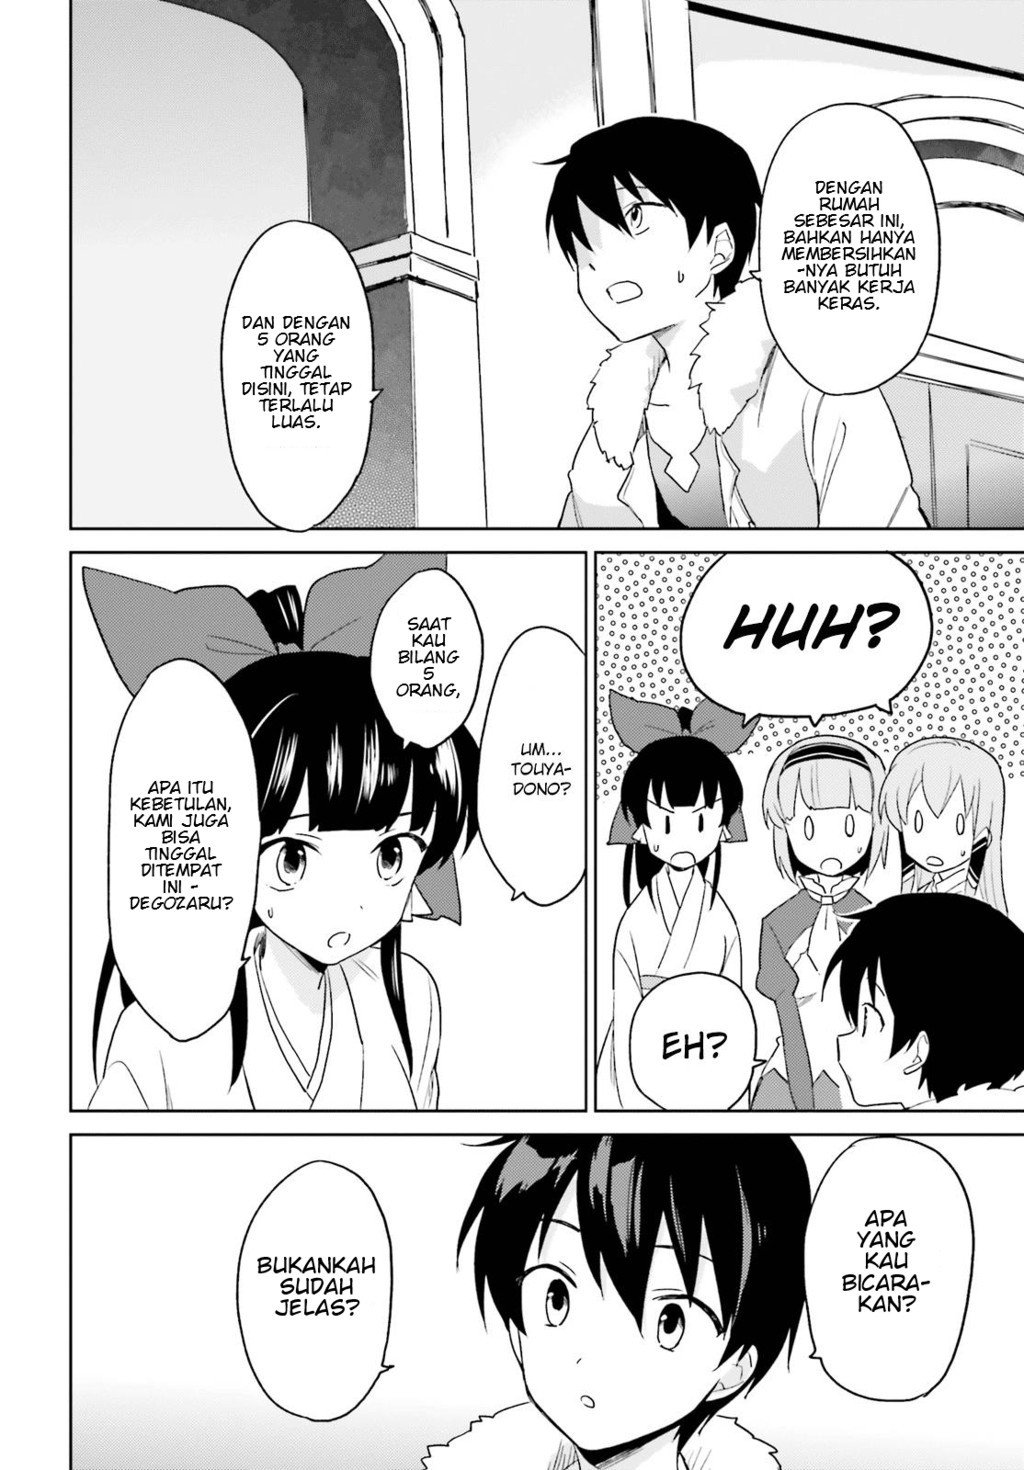 DENGAN
RUMAH
SEBESAR INI,
BAHKAN HANYA
MEMBERSIHKAN
-NYA BUTUH
BANYAK KERJA
KERAS.
DAN DENGAN
5 ORANG
YANG
TINGGAL
DISINI, TETAP
TERLALU
LUAS.
HUH?
EH?
UM...
TOUYA-
DONO?
SAAT
KAU
BILANG
5
ORANG,
APA ITU
KEBETULAN,
KAMI JUGA
BISA
TINGGAL
DITEMPAT
INI -
DEGOZARU?
APA
YANG
KAU
BICARA-
KAN?
BUKANKAH
SUDAH
JELAS?